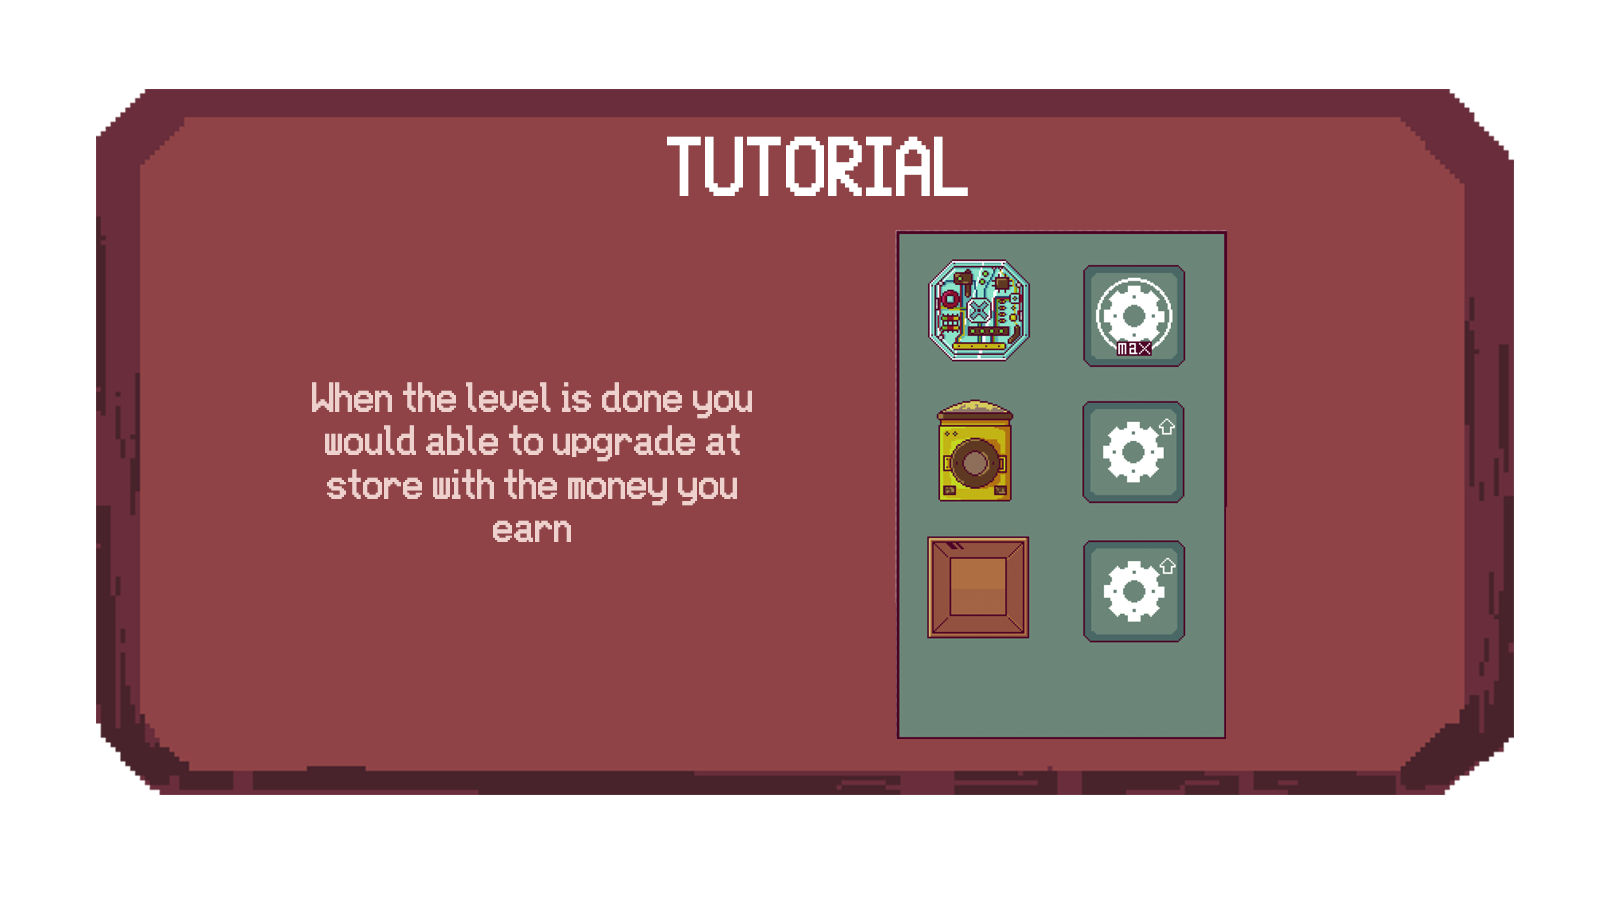 TUTORIAL
When the level is done you
would able to upgrade at
store with the money you
earn
max